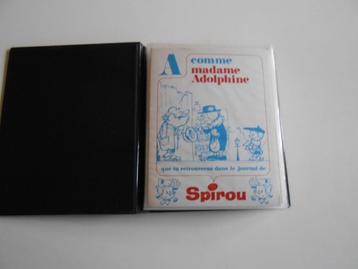 A comme
madame
Adolphine
que tu retrouveras dans le journal de
Spirou